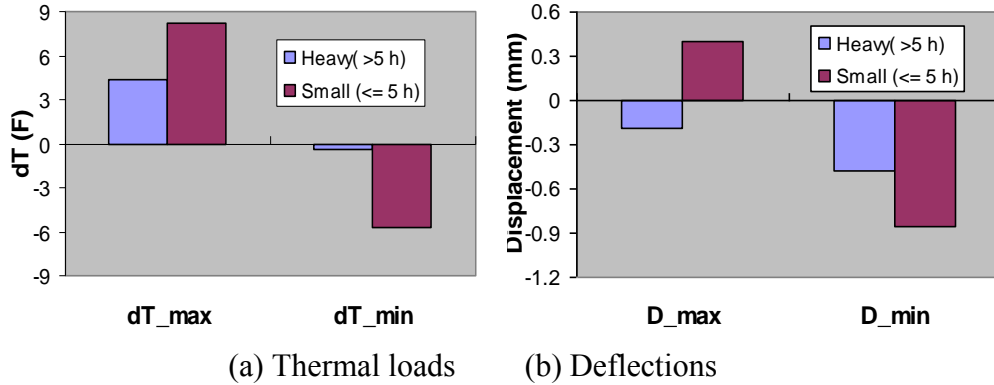 9
6
3
0
-3
-6
-9
dT (F)
Heavy( >5 h)
Small (<= 5 h)
dT_max dT_min
0.6
0.3
0
-0.3
-0.6
-0.9
-1.2
Displacement (mm)
Heavy( >5 h)
Small (<= 5 h)
D_max D_min
(a) Thermal loads (b) Deflections